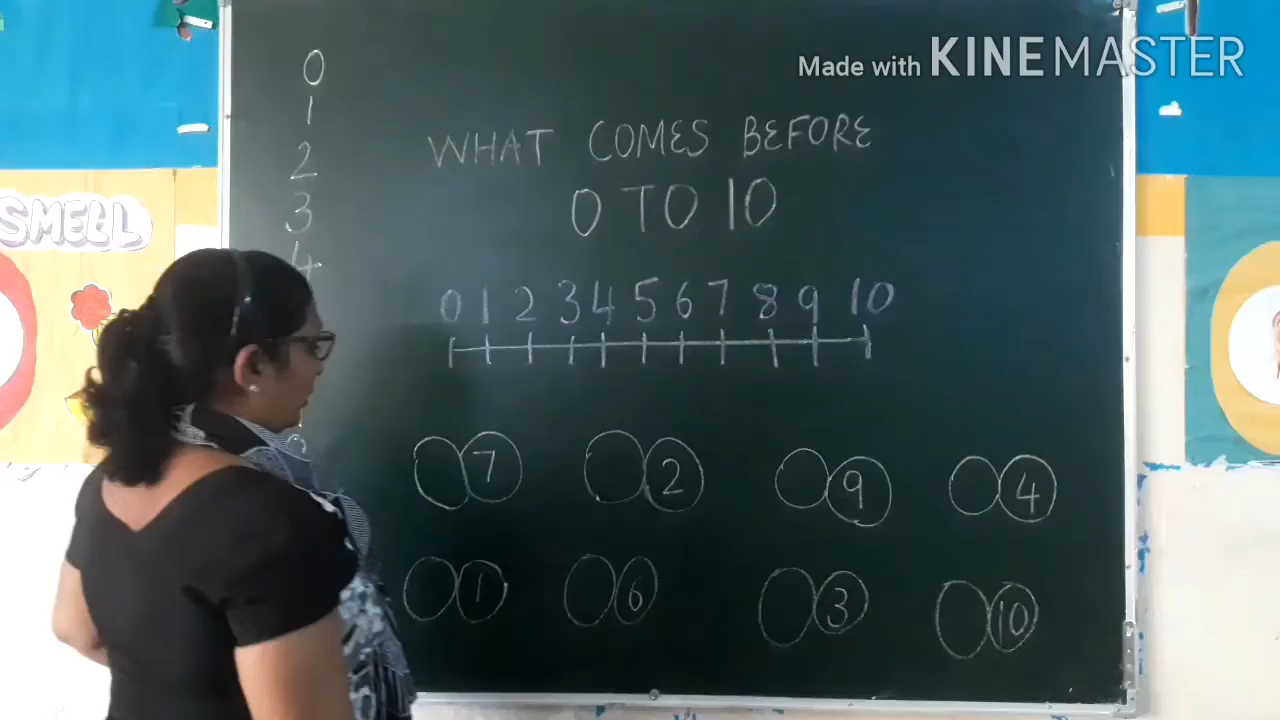 Made with KINEMASTER
SMELL
0
1
2
3
4
WHAT COMES BEFORE
0 TO 10
0 1 2 3 4 5 6 7 8 9 10
7 2 9 4
1 6 3 10